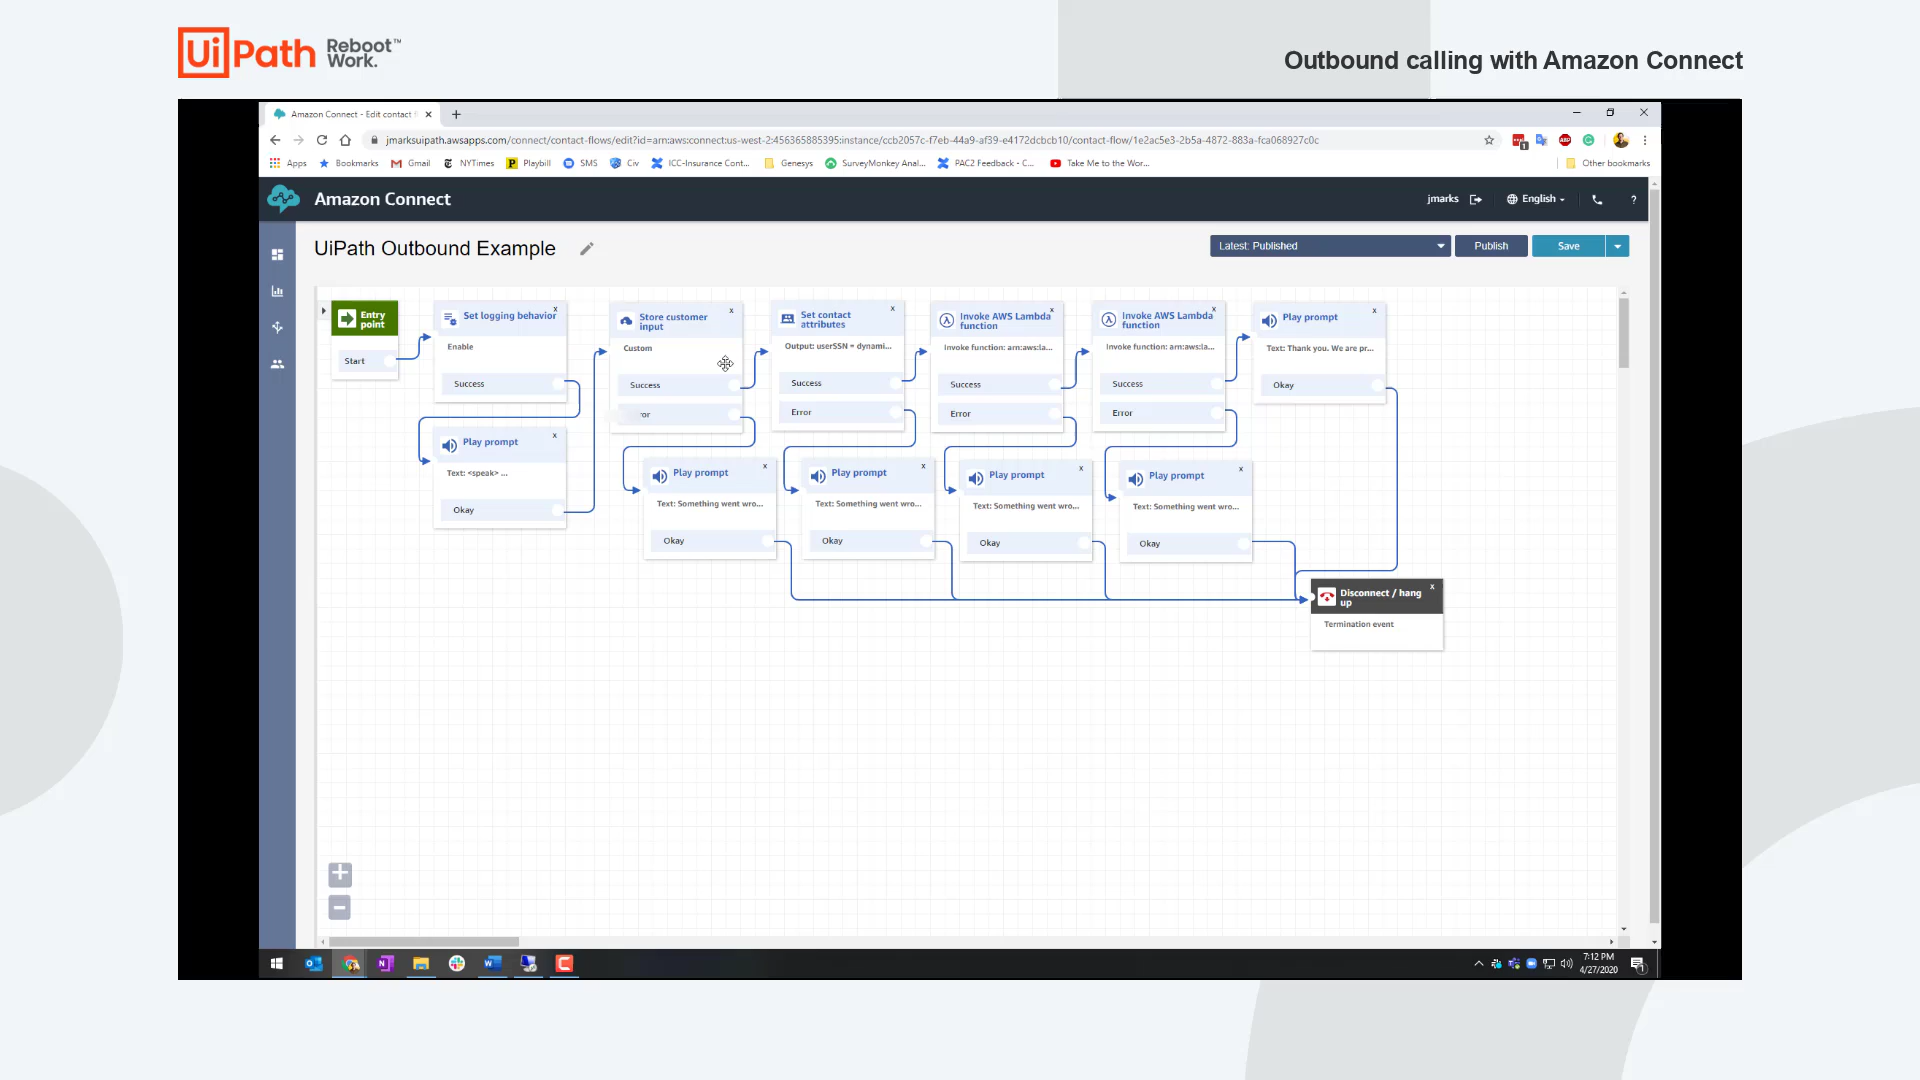 UiPath Reboot Work.™
Outbound calling with Amazon Connect
Amazon Connect - Edit contact
jmarksuipath.awsapps.com/connect/contact-flows/edit?id=arn:aws:connect:us-west-2:456365885395:instance/ccb2057c-f7eb-44a9-af39-e4172dcbcb10/contact-flow/1e2ac5e3-2b5a-4872-883a-fca068927c0c
Apps Bookmarks Gmail NYTimes Playbill SMS Civ ICC-Insurance Cont... Genesys SurveyMonkey Anal... PAC2 Feedback - C... Take Me to the Wor... Other bookmarks
Amazon Connect
jmarks English ?
UiPath Outbound Example
Latest: Published Publish Save
Entry point
Start
Set logging behavior
Enable
Success
Play prompt
Text: <speak> ...
Okay
Store customer input
Custom
Success
ror
Set contact attributes
Output: userSSN = dynami...
Success
Error
Invoke AWS Lambda function
Invoke function: arn:aws:la...
Success
Error
Invoke AWS Lambda function
Invoke function: arn:aws:la...
Success
Error
Play prompt
Text: Thank you. We are pr...
Okay
Play prompt
Text: Something went wro...
Okay
Play prompt
Text: Something went wro...
Okay
Play prompt
Text: Something went wro...
Okay
Play prompt
Text: Something went wro...
Okay
Disconnect / hang up
Termination event
7:12 PM
4/27/2020